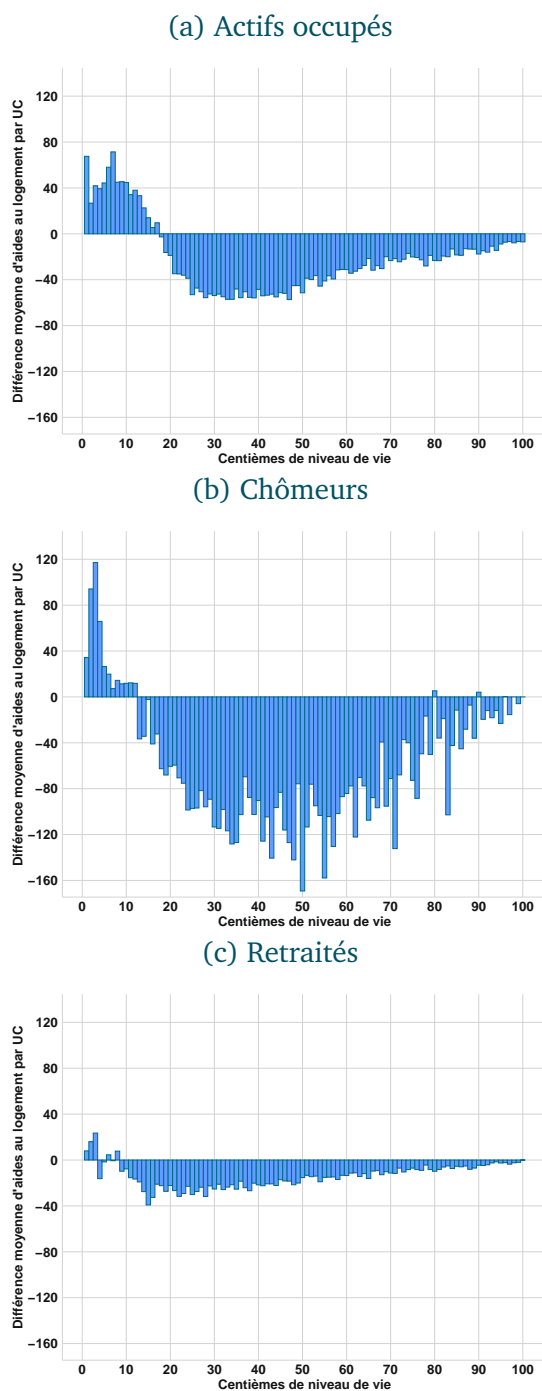 (a) Actifs occupés
Différence moyenne d'aides au logement par UC
120
80
40
0
−40
−80
−120
−160
0 10 20 30 40 50 60 70 80 90 100
Centièmes de niveau de vie
(b) Chômeurs
Différence moyenne d'aides au logement par UC
120
80
40
0
−40
−80
−120
−160
0 10 20 30 40 50 60 70 80 90 100
Centièmes de niveau de vie
(c) Retraités
Différence moyenne d'aides au logement par UC
120
80
40
0
−40
−80
−120
−160
0 10 20 30 40 50 60 70 80 90 100
Centièmes de niveau de vie